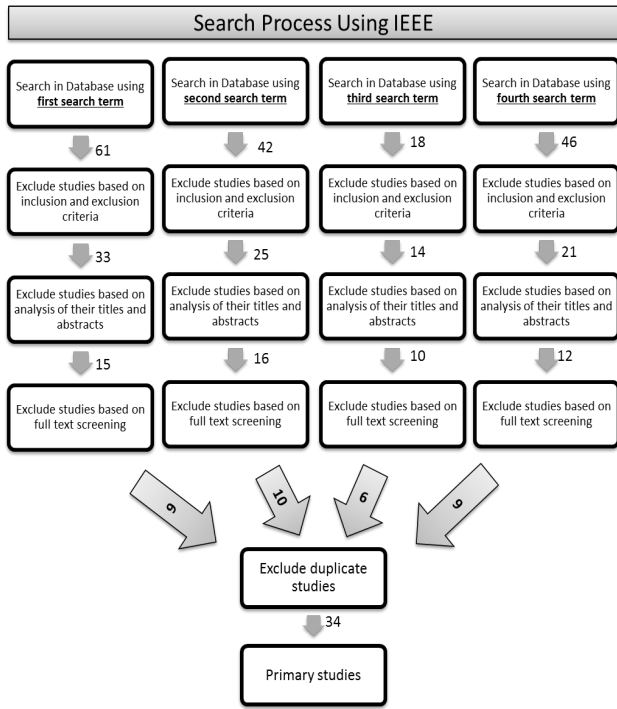 Search Process Using IEEE
Search in Database using
first search term
61
Exclude studies based on
inclusion and exclusion
criteria
33
Exclude studies based on
analysis of their titles and
abstracts
15
Exclude studies based on
full text screening
9
Search in Database using
second search term
42
Exclude studies based on
inclusion and exclusion
criteria
25
Exclude studies based on
analysis of their titles and
abstracts
16
Exclude studies based on
full text screening
10
Search in Database using
third search term
18
Exclude studies based on
inclusion and exclusion
criteria
14
Exclude studies based on
analysis of their titles and
abstracts
10
Exclude studies based on
full text screening
6
Search in Database using
fourth search term
46
Exclude studies based on
inclusion and exclusion
criteria
21
Exclude studies based on
analysis of their titles and
abstracts
12
Exclude studies based on
full text screening
9
Exclude duplicate
studies
34
Primary studies